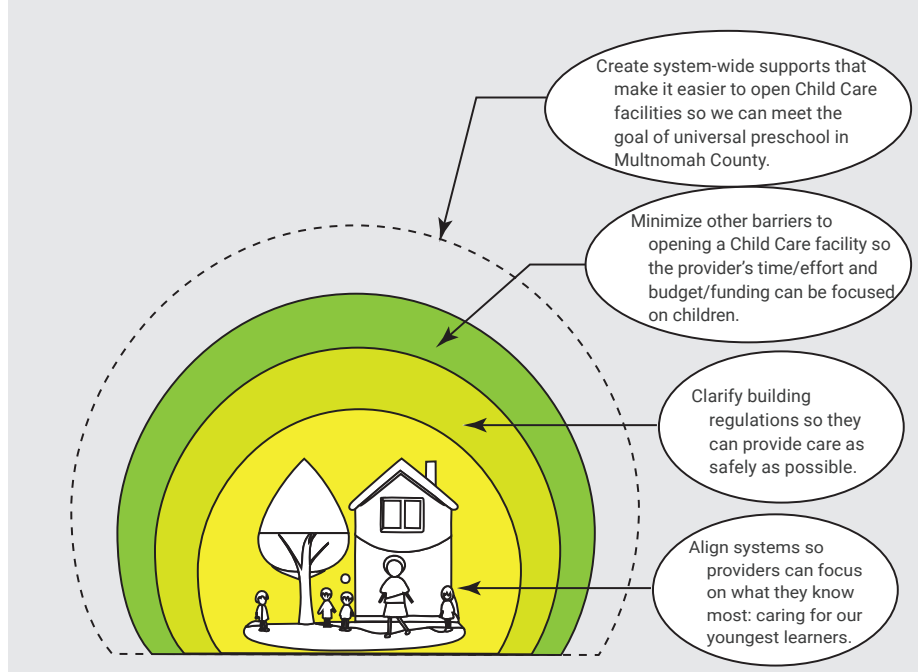 Create system-wide supports that
make it easier to open Child Care
facilities so we can meet the
goal of universal preschool in
Multnomah County.
Minimize other barriers to
opening a Child Care facility so
the provider's time/effort and
budget/funding can be focused
on children.
Clarify building
regulations so they
can provide care as
safely as possible.
Align systems so
providers can focus
on what they know
most: caring for our
youngest learners.